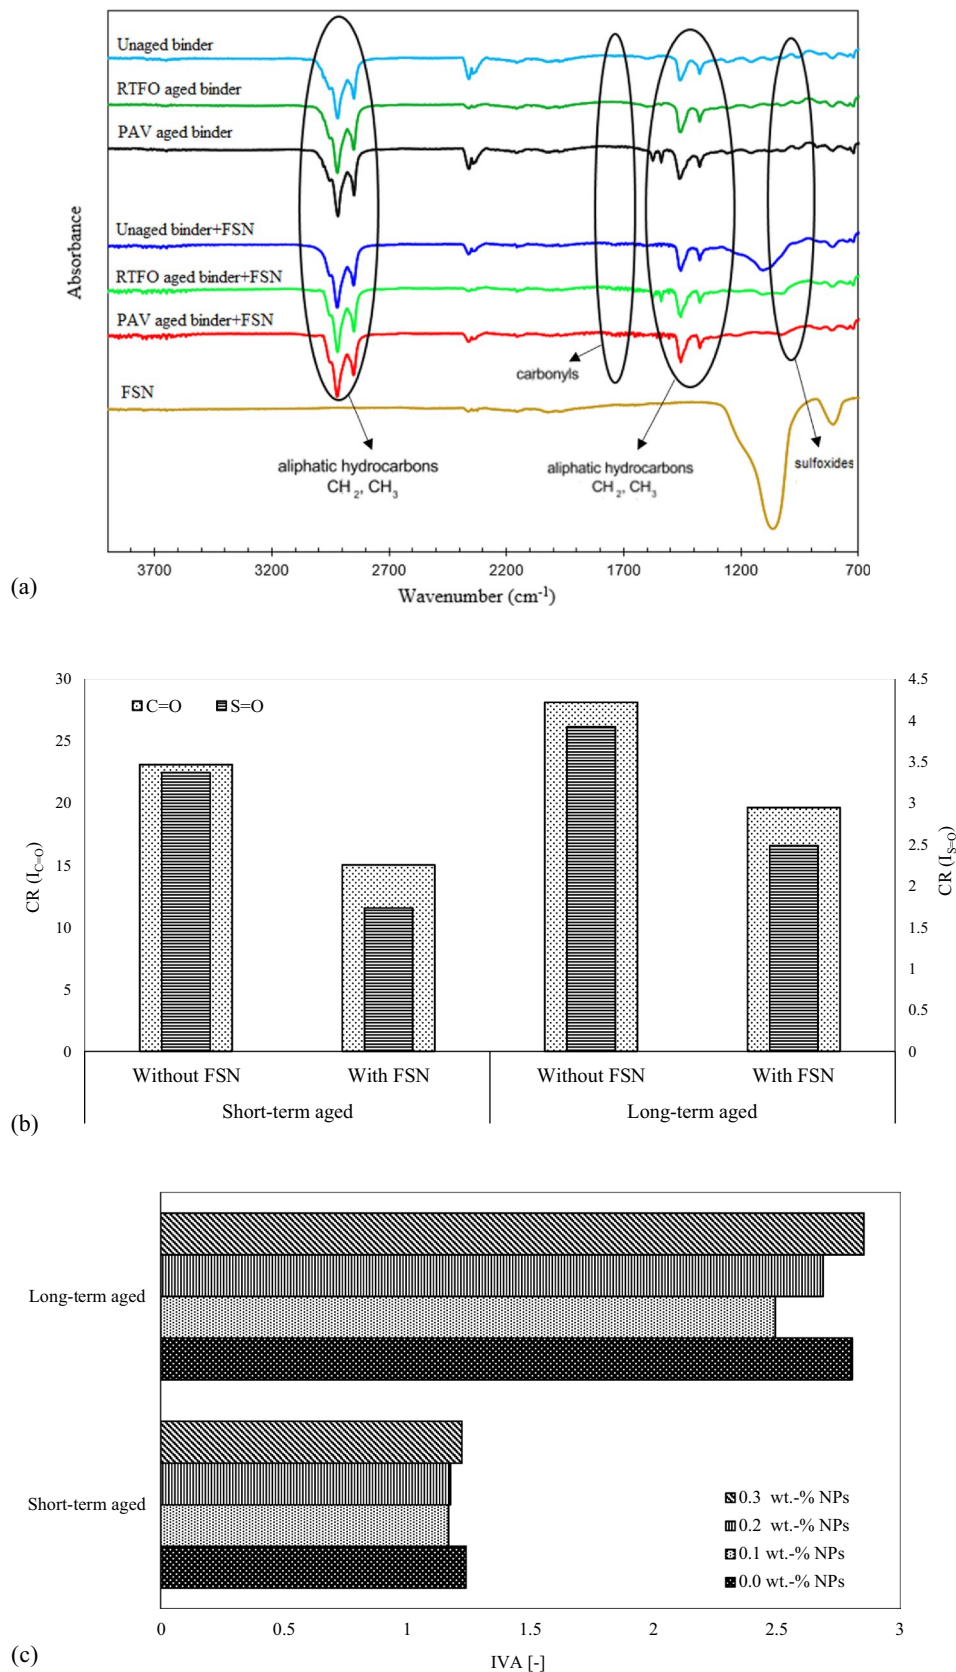 Unaged binder
RTFO aged binder
PAV aged binder
Unaged binder+FSN
RTFO aged binder+FSN
PAV aged binder+FSN
FSN
carbonyls
aliphatic hydrocarbons
CH2, CH3
aliphatic hydrocarbons
CH2, CH3
sulfoxides
Absorbance
3700 3200 2700 2200 1700 1200 700
Wavenumber (cm-1)
(a)
30
25
20
15
10
5
0
CR (IC=O)
C=O S=O
4.5
4
3.5
3
2.5
2
1.5
1
0.5
0
CR (IS=O)
Without FSN With FSN Without FSN With FSN
Short-term aged Long-term aged
(b)
Long-term aged
Short-term aged
0.3 wt.-% NPs
0.2 wt.-% NPs
0.1 wt.-% NPs
0.0 wt.-% NPs
0 0.5 1 1.5 2 2.5 3
IVA [-]
(c)